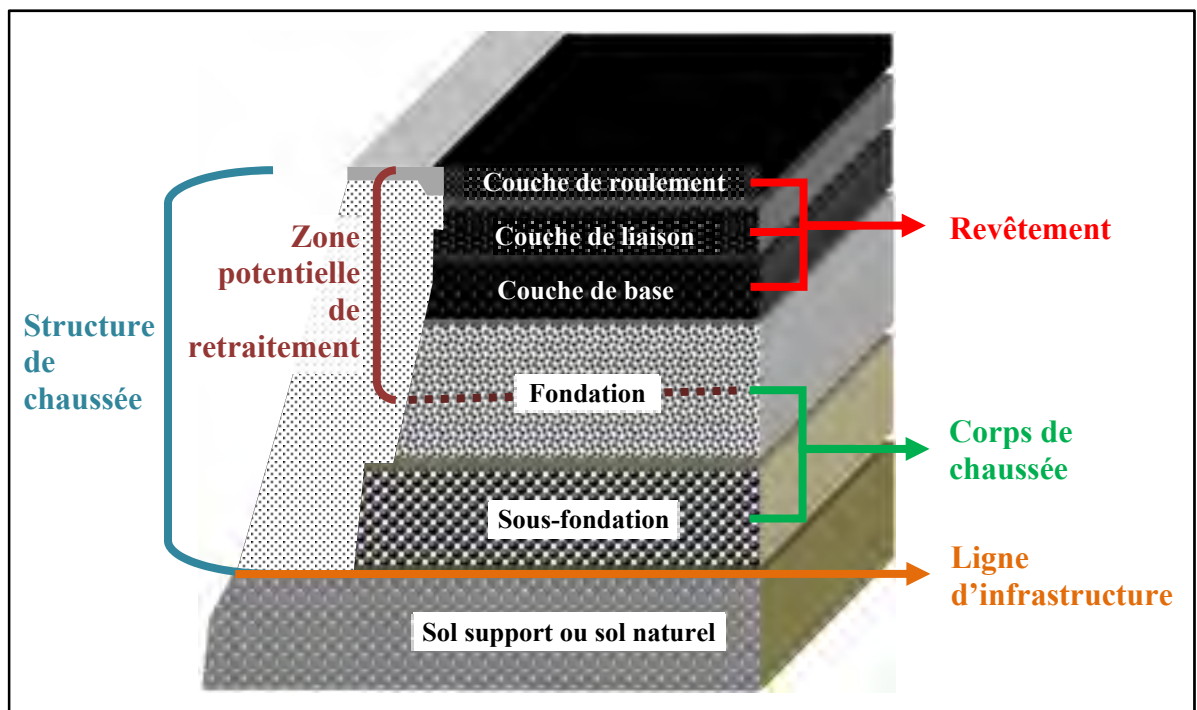 Couche de roulement
Couche de liaison
Couche de base
Revêtement
Zone
potentielle
de
retraitement
Structure
de
chaussée
Fondation
Corps de
chaussée
Sous-fondation
Ligne
d’infrastructure
Sol support ou sol naturel